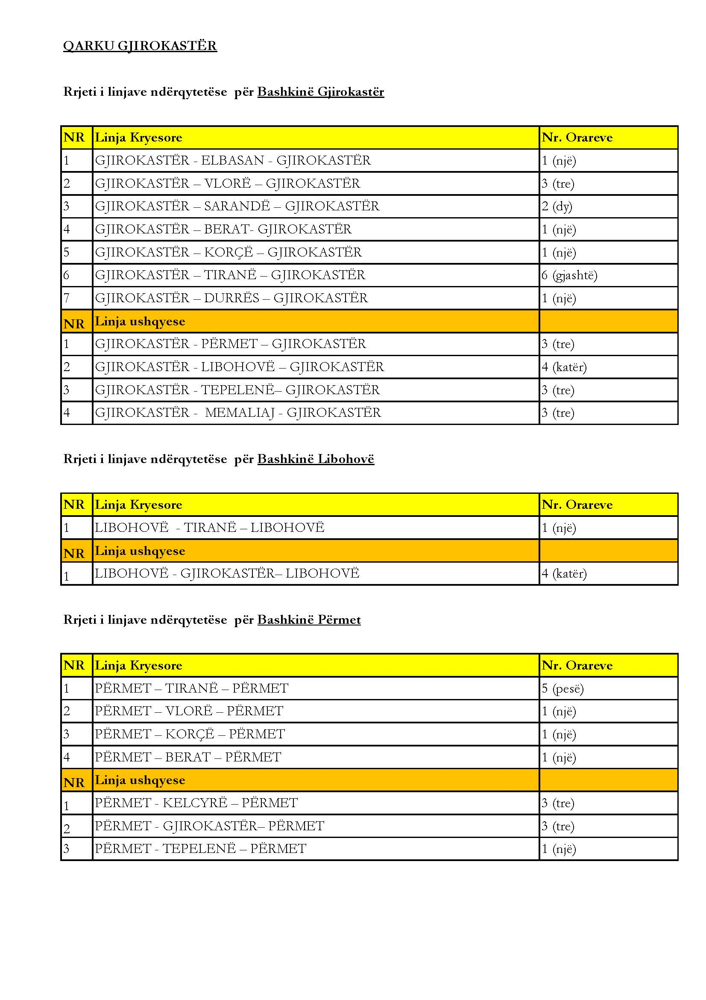 QARKU GJIROKASTËR
Rrjeti i linjave ndërqytetëse  për Bashkinë Gjirokastër
NR Linja Kryesore Nr. Orareve
1 GJIROKASTËR - ELBASAN - GJIROKASTËR 1 (një)
2 GJIROKASTËR – VLORË – GJIROKASTËR 3 (tre)
3 GJIROKASTËR – SARANDË – GJIROKASTËR 2 (dy)
4 GJIROKASTËR – BERAT- GJIROKASTËR 1 (një)
5 GJIROKASTËR – KORÇË – GJIROKASTËR 1 (një)
6 GJIROKASTËR – TIRANË – GJIROKASTËR 6 (gjashtë)
7 GJIROKASTËR – DURRËS – GJIROKASTËR 1 (një)
NR Linja ushqyese
1 GJIROKASTËR - PËRMET – GJIROKASTËR 3 (tre)
2 GJIROKASTËR - LIBOHOVË – GJIROKASTËR 4 (katër)
3 GJIROKASTËR - TEPELENË– GJIROKASTËR 3 (tre)
4 GJIROKASTËR -  MEMALIAJ - GJIROKASTËR 3 (tre)
Rrjeti i linjave ndërqytetëse  për Bashkinë Libohovë
NR Linja Kryesore Nr. Orareve
1 LIBOHOVË  - TIRANË – LIBOHOVË 1 (një)
NR Linja ushqyese
1 LIBOHOVË - GJIROKASTËR– LIBOHOVË 4 (katër)
Rrjeti i linjave ndërqytetëse  për Bashkinë Përmet
NR Linja Kryesore Nr. Orareve
1 PËRMET – TIRANË – PËRMET 5 (pesë)
2 PËRMET – VLORË – PËRMET 1 (një)
3 PËRMET – KORÇË – PËRMET 1 (një)
4 PËRMET – BERAT – PËRMET 1 (një)
NR Linja ushqyese
1 PËRMET - KELCYRË – PËRMET 3 (tre)
2 PËRMET - GJIROKASTËR– PËRMET 3 (tre)
3 PËRMET - TEPELENË – PËRMET 1 (një)